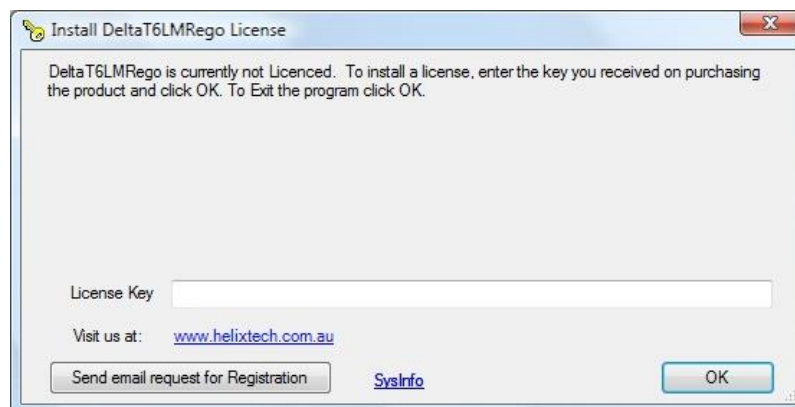 Install DeltaT6LMRego License
DeltaT6LMRego is currently not Licenced. To install a license, enter the key you received on purchasing
the product and click OK. To Exit the program click OK.
License Key
Visit us at: www.helixtech.com.au
Send email request for Registration SysInfo OK